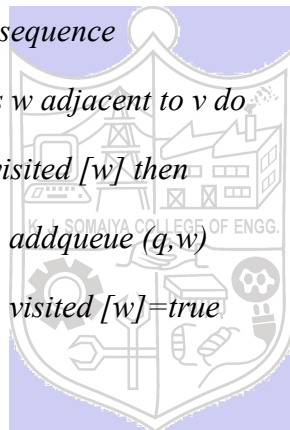 sequence
w adjacent to v do
visited [w] then
K. J. SOMAIYA COLLEGE OF ENGG.
addqueue (q,w)
visited [w]=true